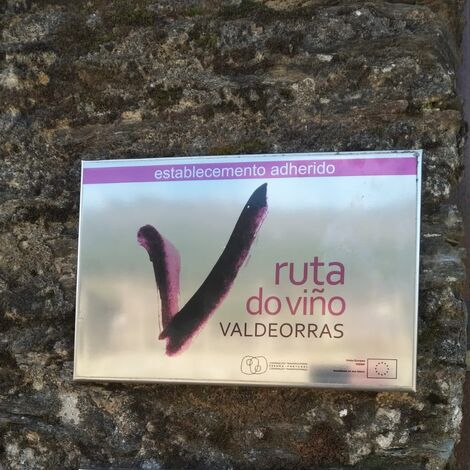 establecemento adherido
ruta
do viño
VALDEORRAS